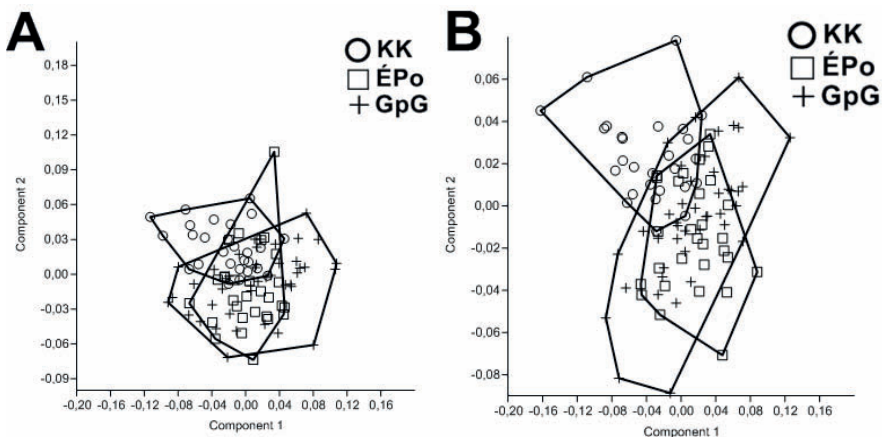 A
KK
ÉPo
GpG
Component 2
0,18
0,15
0,12
0,09
0,06
0,03
0,00
-0,03
-0,06
-0,09
-0,20 -0,16 -0,12 -0,08 -0,04 0,00 0,04 0,08 0,12 0,16
Component 1
B
KK
ÉPo
GpG
Component 2
0,06
0,04
0,02
0,00
-0,02
-0,04
-0,06
-0,08
-0,20 -0,16 -0,12 -0,08 -0,04 0,00 0,04 0,08 0,12 0,16
Component 1